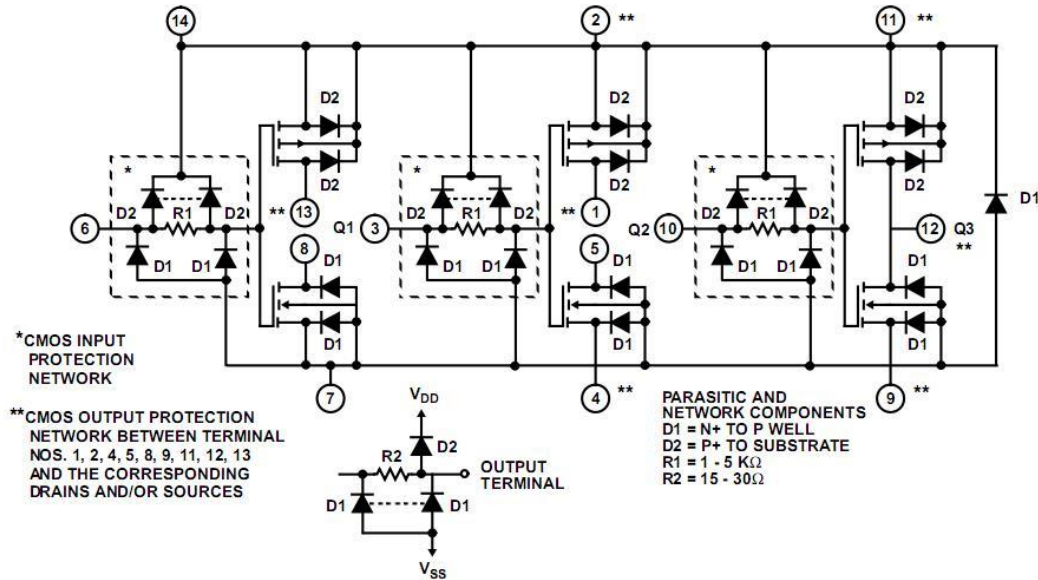 14
2 **
11 **
D2
D2
D2
D2
D2
D2
*
*
*
D1
D2 R1 D2
**
13
D2 R1 D2
**
1
D2 R1 D2
6
Q1 3
Q2 10
12 Q3
**
8
5
D1 D1
D1
D1 D1
D1
D1 D1
D1
D1
D1
D1
*CMOS INPUT
PROTECTION
NETWORK
7
4 **
9 **
**CMOS OUTPUT PROTECTION
NETWORK BETWEEN TERMINAL
NOS. 1, 2, 4, 5, 8, 9, 11, 12, 13
AND THE CORRESPONDING
DRAINS AND/OR SOURCES
VDD
D2
R2
OUTPUT
TERMINAL
D1 D1
VSS
PARASITIC AND
NETWORK COMPONENTS
D1 = N+ TO P WELL
D2 = P+ TO SUBSTRATE
R1 = 1 - 5 KΩ
R2 = 15 - 30Ω